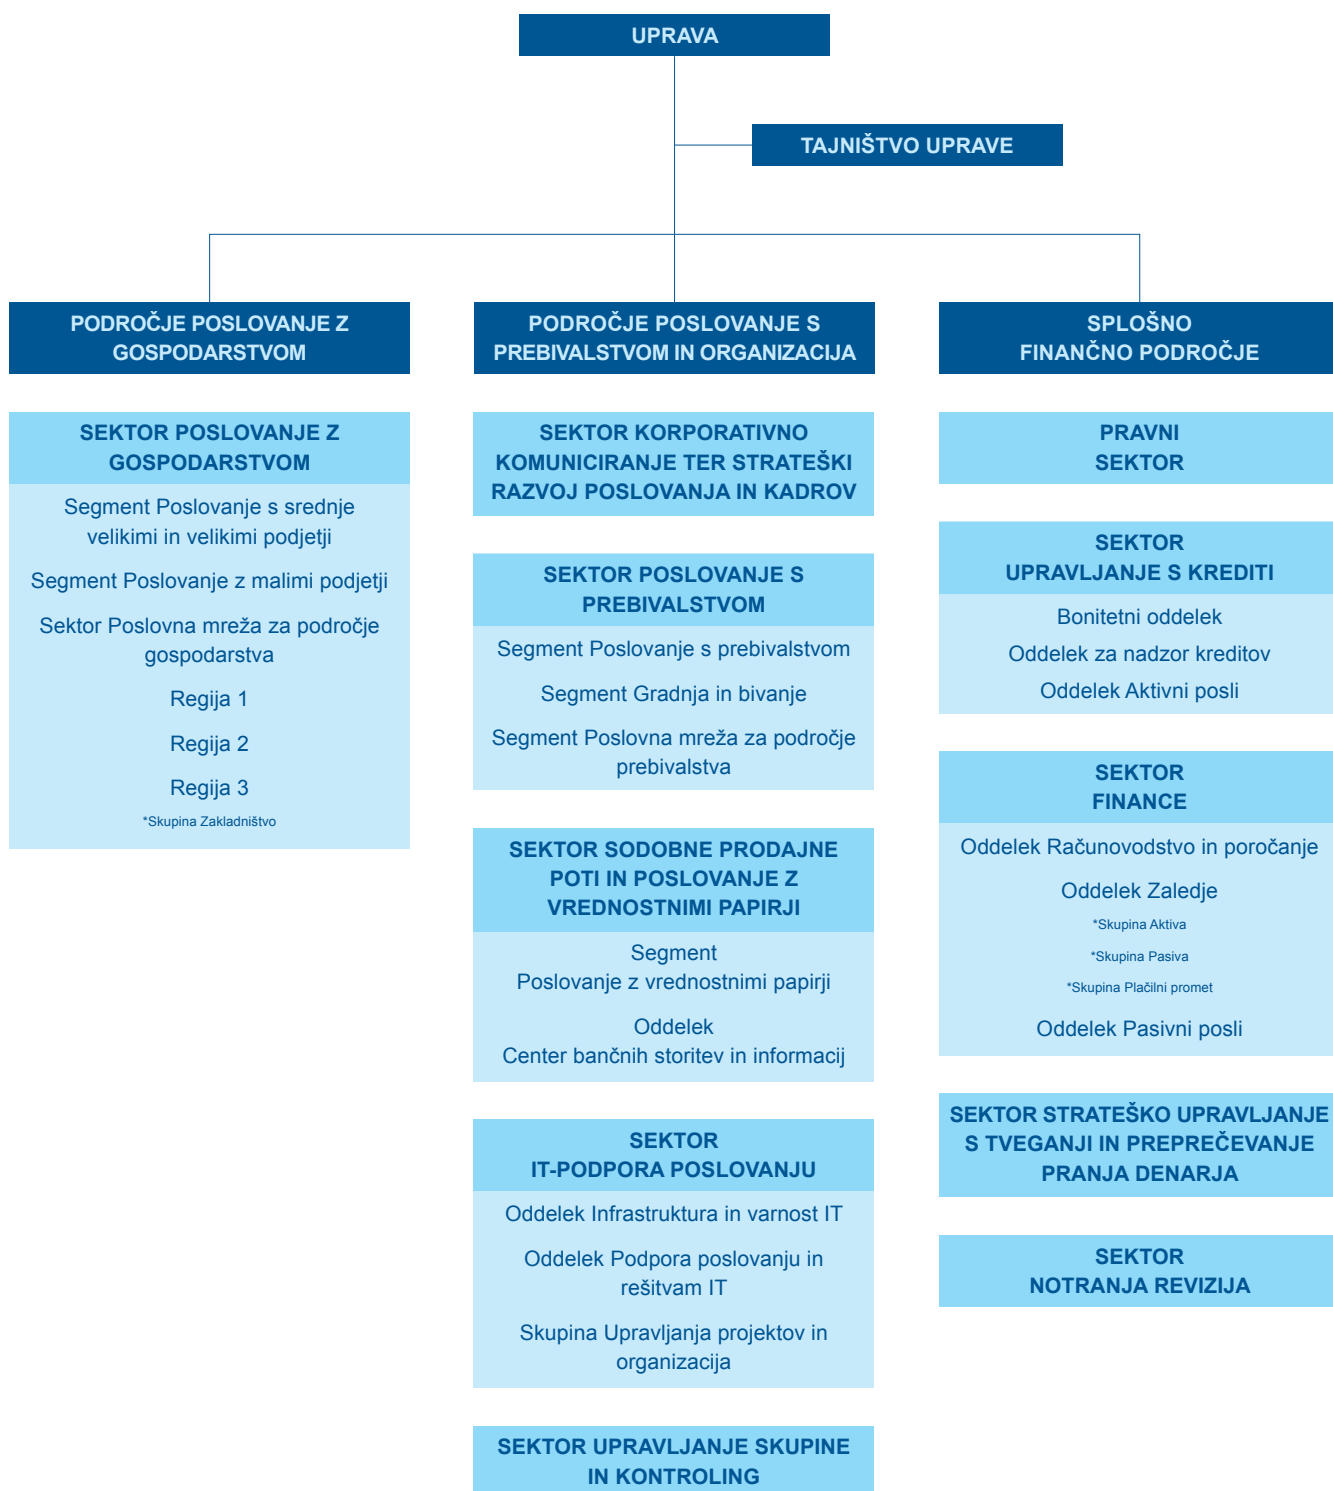 UPRAVA
TAJNIŠTVO UPRAVE
PODROČJE POSLOVANJE Z
GOSPODARSTVOM
SEKTOR POSLOVANJE Z
GOSPODARSTVOM
Segment Poslovanje s srednje
velikimi in velikimi podjetji
Segment Poslovanje z malimi podjetji
Sektor Poslovna mreža za področje
gospodarstva
Regija 1
Regija 2
Regija 3
*Skupina Zakladništvo
PODROČJE POSLOVANJE S
PREBIVALSTVOM IN ORGANIZACIJA
SEKTOR KORPORATIVNO
KOMUNICIRANJE TER STRATEŠKI
RAZVOJ POSLOVANJA IN KADROV
SEKTOR POSLOVANJE S
PREBIVALSTVOM
Segment Poslovanje s prebivalstvom
Segment Gradnja in bivanje
Segment Poslovna mreža za področje
prebivalstva
SEKTOR SODOBNE PRODAJNE
POTI IN POSLOVANJE Z
VREDNOSTNIMI PAPIRJI
Segment
Poslovanje z vrednostnimi papirji
Oddelek
Center bančnih storitev in informacij
SEKTOR
IT-PODPORA POSLOVANJU
Oddelek Infrastruktura in varnost IT
Oddelek Podpora poslovanju in
rešitvam IT
Skupina Upravljanja projektov in
organizacija
SEKTOR UPRAVLJANJE SKUPINE
IN KONTROLING
SPLOŠNO
FINANČNO PODROČJE
PRAVNI
SEKTOR
SEKTOR
UPRAVLJANJE S KREDITI
Bonitetni oddelek
Oddelek za nadzor kreditov
Oddelek Aktivni posli
SEKTOR
FINANCE
Oddelek Računovodstvo in poročanje
Oddelek Zaledje
*Skupina Aktiva
*Skupina Pasiva
*Skupina Plačilni promet
Oddelek Pasivni posli
SEKTOR STRATEŠKO UPRAVLJANJE
S TVEGANJI IN PREPREČEVANJE
PRANJA DENARJA
SEKTOR
NOTRANJA REVIZIJA